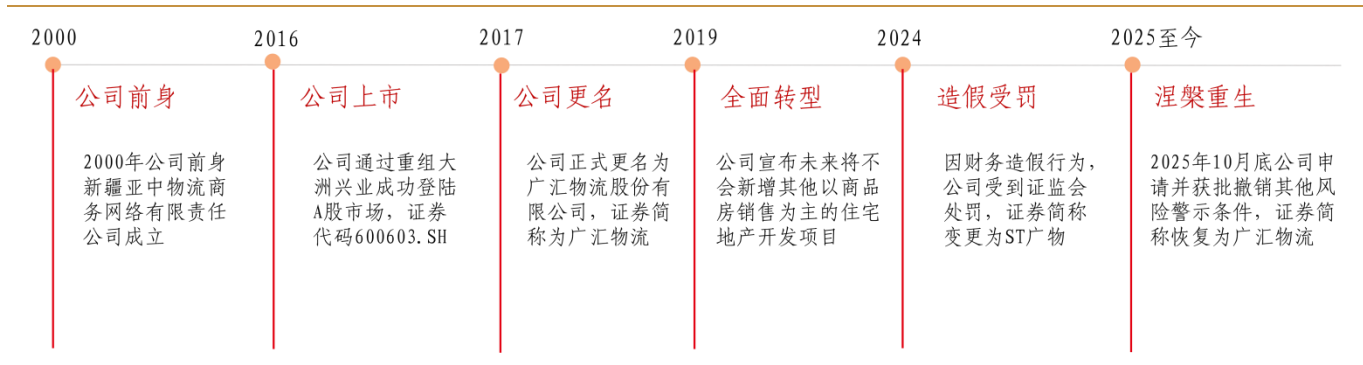 2000
2016
2017
2019
2024
2025至今
公司前身
公司上市
公司更名
全面转型
造假受罚
涅槃重生
2000年公司前身
新疆亚中物流商
务网络有限责任
公司成立
公司通过重组大
洲兴业成功登陆
A股市场，证券
代码600603.SH
公司正式更名为
广汇物流股份有
限公司，证券简
称为广汇物流
公司宣布未来将不
会新增其他以商品
房销售为主的住宅
地产开发项目
因财务造假行为，
公司受到证监会
处罚，证券简称
变更为ST广物
2025年10月底公司申
请并获批撤销其他风
险警示条件，证券简
称恢复为广汇物流